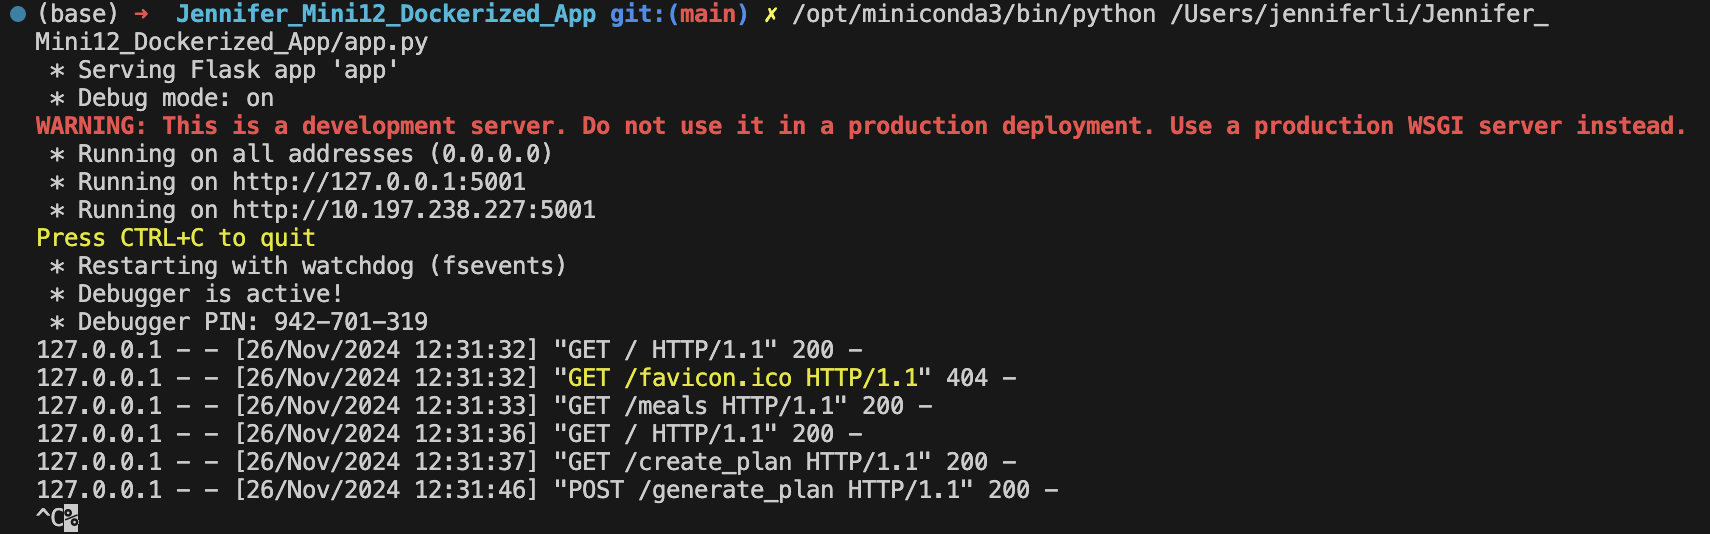 (base) ➜  Jennifer_Mini12_Dockerized_App git:(main) ✗ /opt/miniconda3/bin/python /Users/jenniferli/Jennifer_
Mini12_Dockerized_App/app.py
 * Serving Flask app 'app'
 * Debug mode: on
WARNING: This is a development server. Do not use it in a production deployment. Use a production WSGI server instead.
 * Running on all addresses (0.0.0.0)
 * Running on http://127.0.0.1:5001
 * Running on http://10.197.238.227:5001
Press CTRL+C to quit
 * Restarting with watchdog (fsevents)
 * Debugger is active!
 * Debugger PIN: 942-701-319
127.0.0.1 - - [26/Nov/2024 12:31:32] "GET / HTTP/1.1" 200 -
127.0.0.1 - - [26/Nov/2024 12:31:32] "GET /favicon.ico HTTP/1.1" 404 -
127.0.0.1 - - [26/Nov/2024 12:31:33] "GET /meals HTTP/1.1" 200 -
127.0.0.1 - - [26/Nov/2024 12:31:36] "GET / HTTP/1.1" 200 -
127.0.0.1 - - [26/Nov/2024 12:31:37] "GET /create_plan HTTP/1.1" 200 -
127.0.0.1 - - [26/Nov/2024 12:31:46] "POST /generate_plan HTTP/1.1" 200 -
^C%